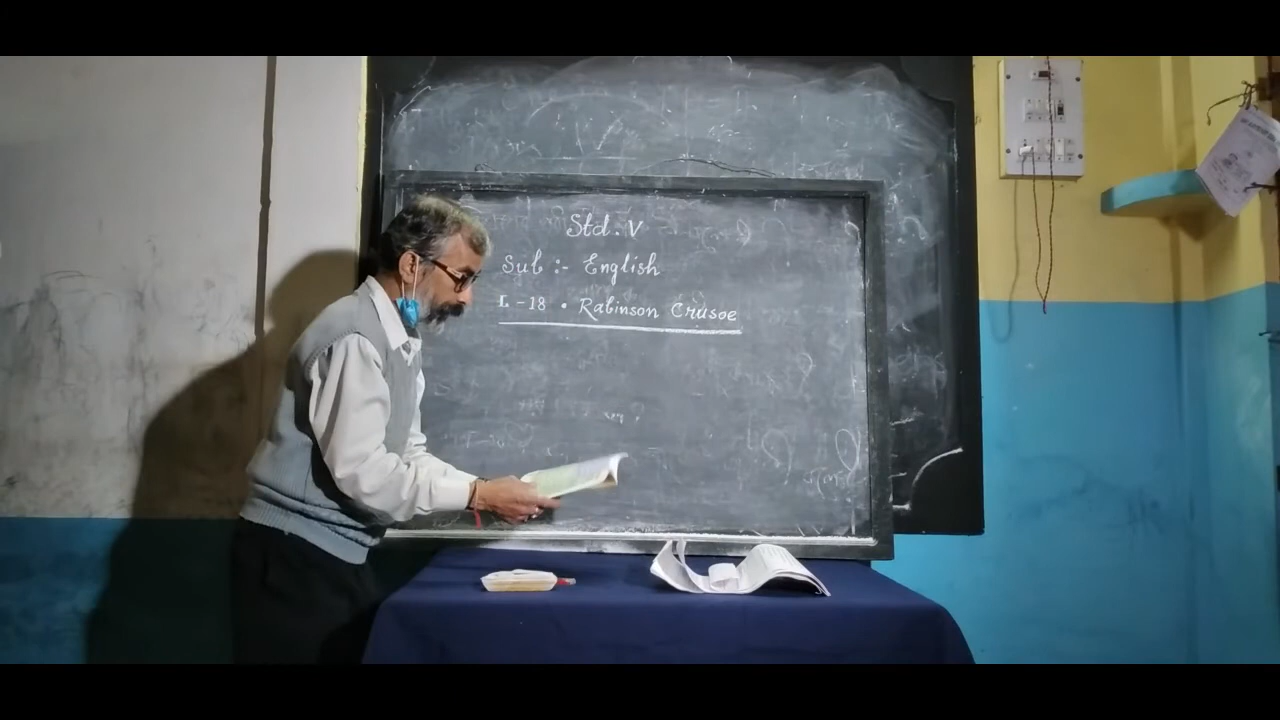 Std. V
Sub :- English
L-18 • Rabinson Crusoe